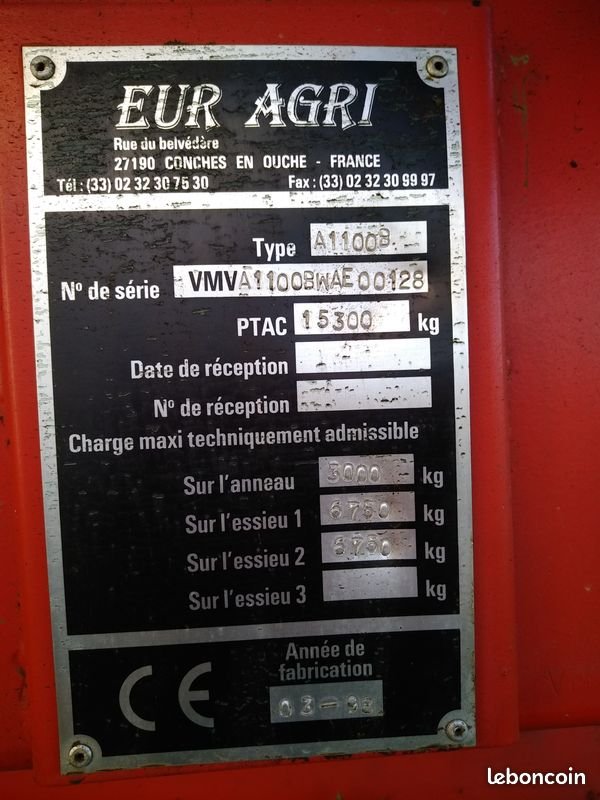 EUR AGRI
Rue du belvédère
27190 CONCHES EN OUCHE - FRANCE
Tél : (33) 02 32 30 75 30 Fax : (33) 02 32 30 99 97
Type A1100B
N° de série VMVA1100BWAE00128
PTAC 15300 kg
Date de réception
N° de réception
Charge maxi techniquement admissible
Sur l'anneau 3000 kg
Sur l'essieu 1 6750 kg
Sur l'essieu 2 6750 kg
Sur l'essieu 3 kg
CE
Année de
fabrication
leboncoin